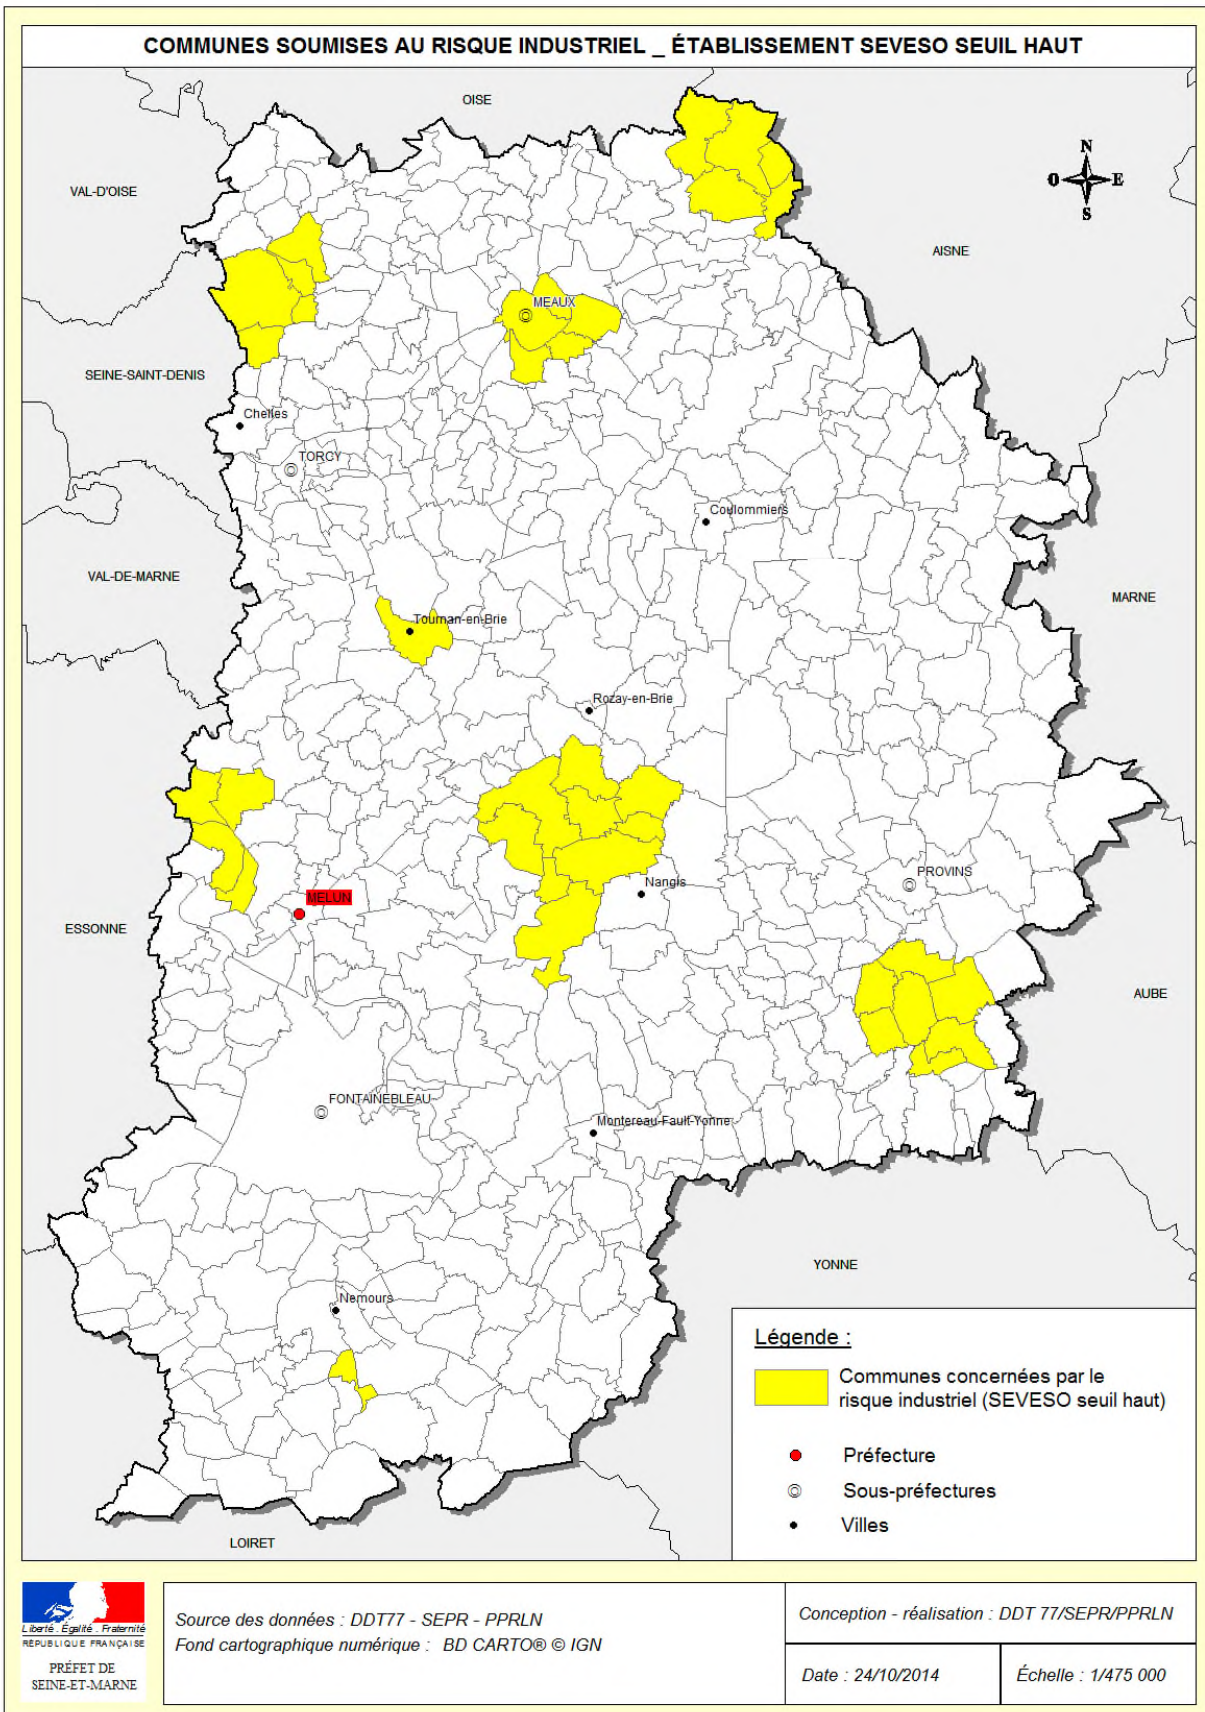 COMMUNES SOUMISES AU RISQUE INDUSTRIEL _ ÉTABLISSEMENT SEVESO SEUIL HAUT
OISE
N
O E
S
VAL-D'OISE
AISNE
MEAUX
SEINE-SAINT-DENIS
Chelles
TORCY
Coulommiers
VAL-DE-MARNE
MARNE
Tournan-en-Brie
Rozay-en-Brie
PROVINS
Nangis
MELUN
ESSONNE
AUBE
FONTAINEBLEAU
Montereau-Fault-Yonne
YONNE
Nemours
LOIRET
Légende :
Communes concernées par le
risque industriel (SEVESO seuil haut)
Préfecture
Sous-préfectures
Villes
Liberté . Égalité . Fraternité
RÉPUBLIQUE FRANÇAISE
PRÉFET DE
SEINE-ET-MARNE
Source des données : DDT77 - SEPR - PPRLN
Fond cartographique numérique : BD CARTO® © IGN
Conception - réalisation : DDT 77/SEPR/PPRLN
Date : 24/10/2014
Échelle : 1/475 000